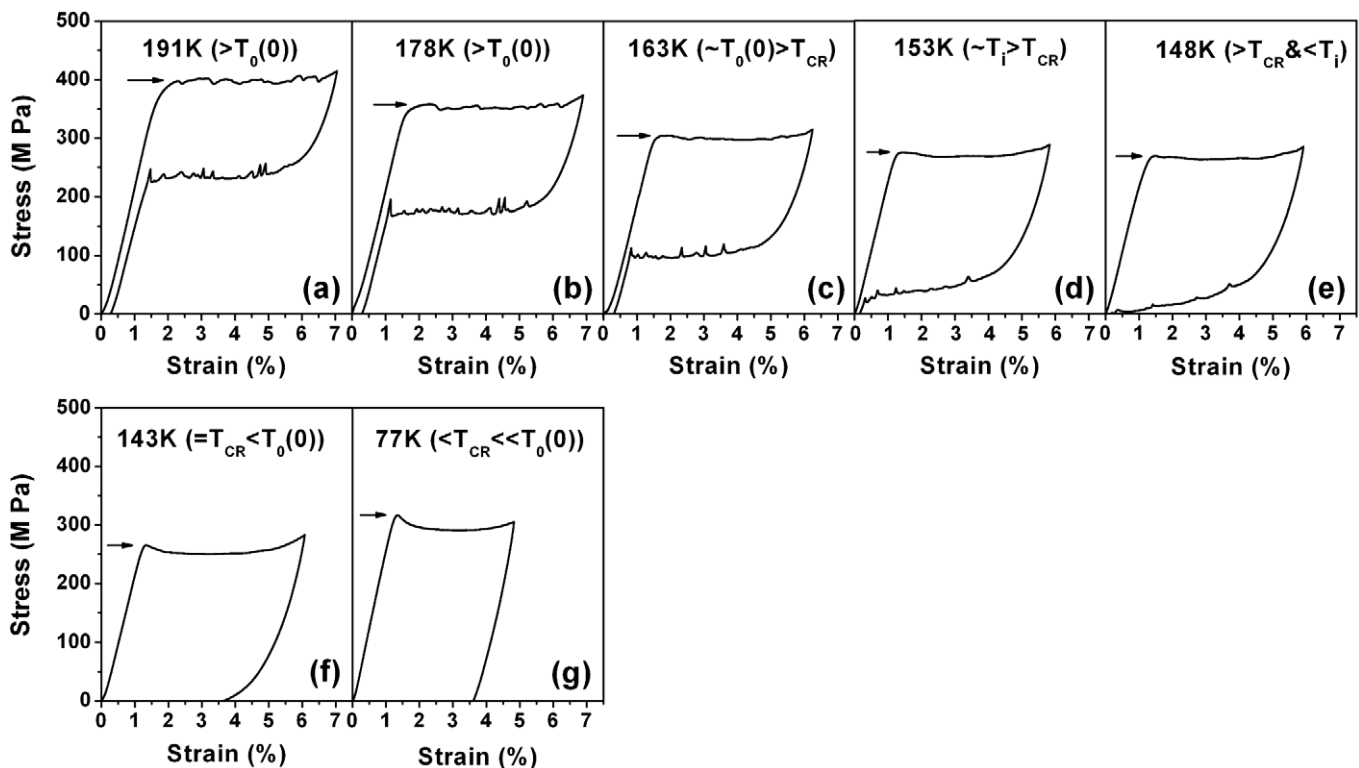 500
400
300
200
100
0
Stress (M Pa)
191K (>T0(0))
178K (>T0(0))
163K (~T0(0)>TCR)
153K (~Ti>TCR)
148K (>TCR&<Ti)
(a)
(b)
(c)
(d)
(e)
0 1 2 3 4 5 6 7
0 1 2 3 4 5 6 7
0 1 2 3 4 5 6 7
0 1 2 3 4 5 6 7
0 1 2 3 4 5 6 7
Strain (%)
Strain (%)
Strain (%)
Strain (%)
Strain (%)
500
400
300
200
100
0
Stress (M Pa)
143K (=TCR<T0(0))
77K (<TCR<<T0(0))
(f)
(g)
0 1 2 3 4 5 6 7
0 1 2 3 4 5 6 7
Strain (%)
Strain (%)